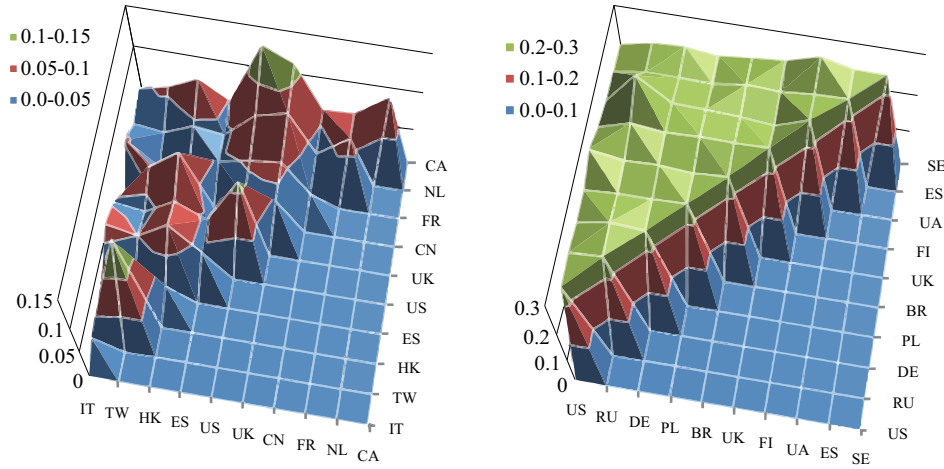 0.1-0.15
0.05-0.1
0.0-0.05
0.15
0.1
0.05
0
IT TW HK ES US UK CN FR NL CA
CA
NL
FR
CN
UK
US
ES
HK
TW
IT
0.2-0.3
0.1-0.2
0.0-0.1
0.3
0.2
0.1
0
US RU DE PL BR UK FI UA ES SE
SE
ES
UA
FI
UK
BR
PL
DE
RU
US